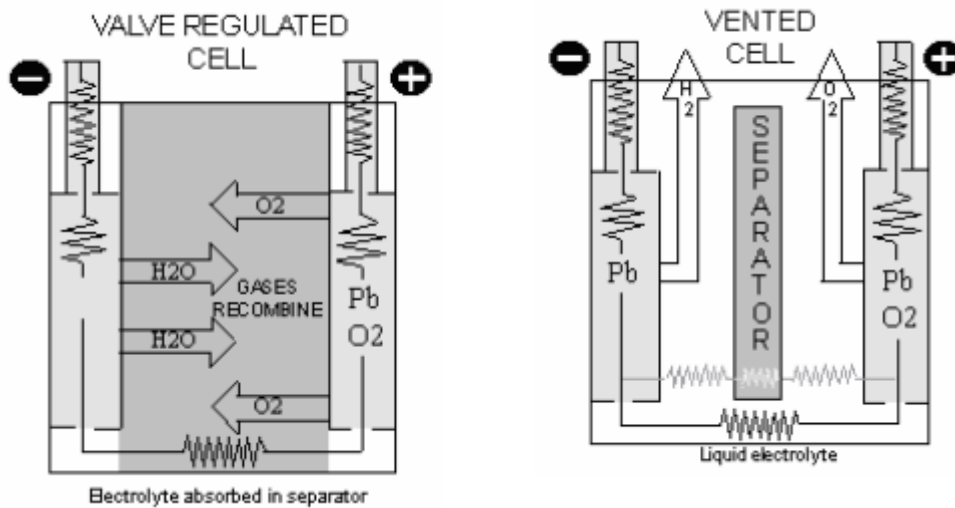 VALVE REGULATED
CELL
−
+
O2
H2O
GASES
RECOMBINE
Pb
H2O
O2
O2
Electrolyte absorbed in separator
VENTED
CELL
−
+
H
2
O
2
SEPARATOR
Pb
Pb
O2
Liquid electrolyte